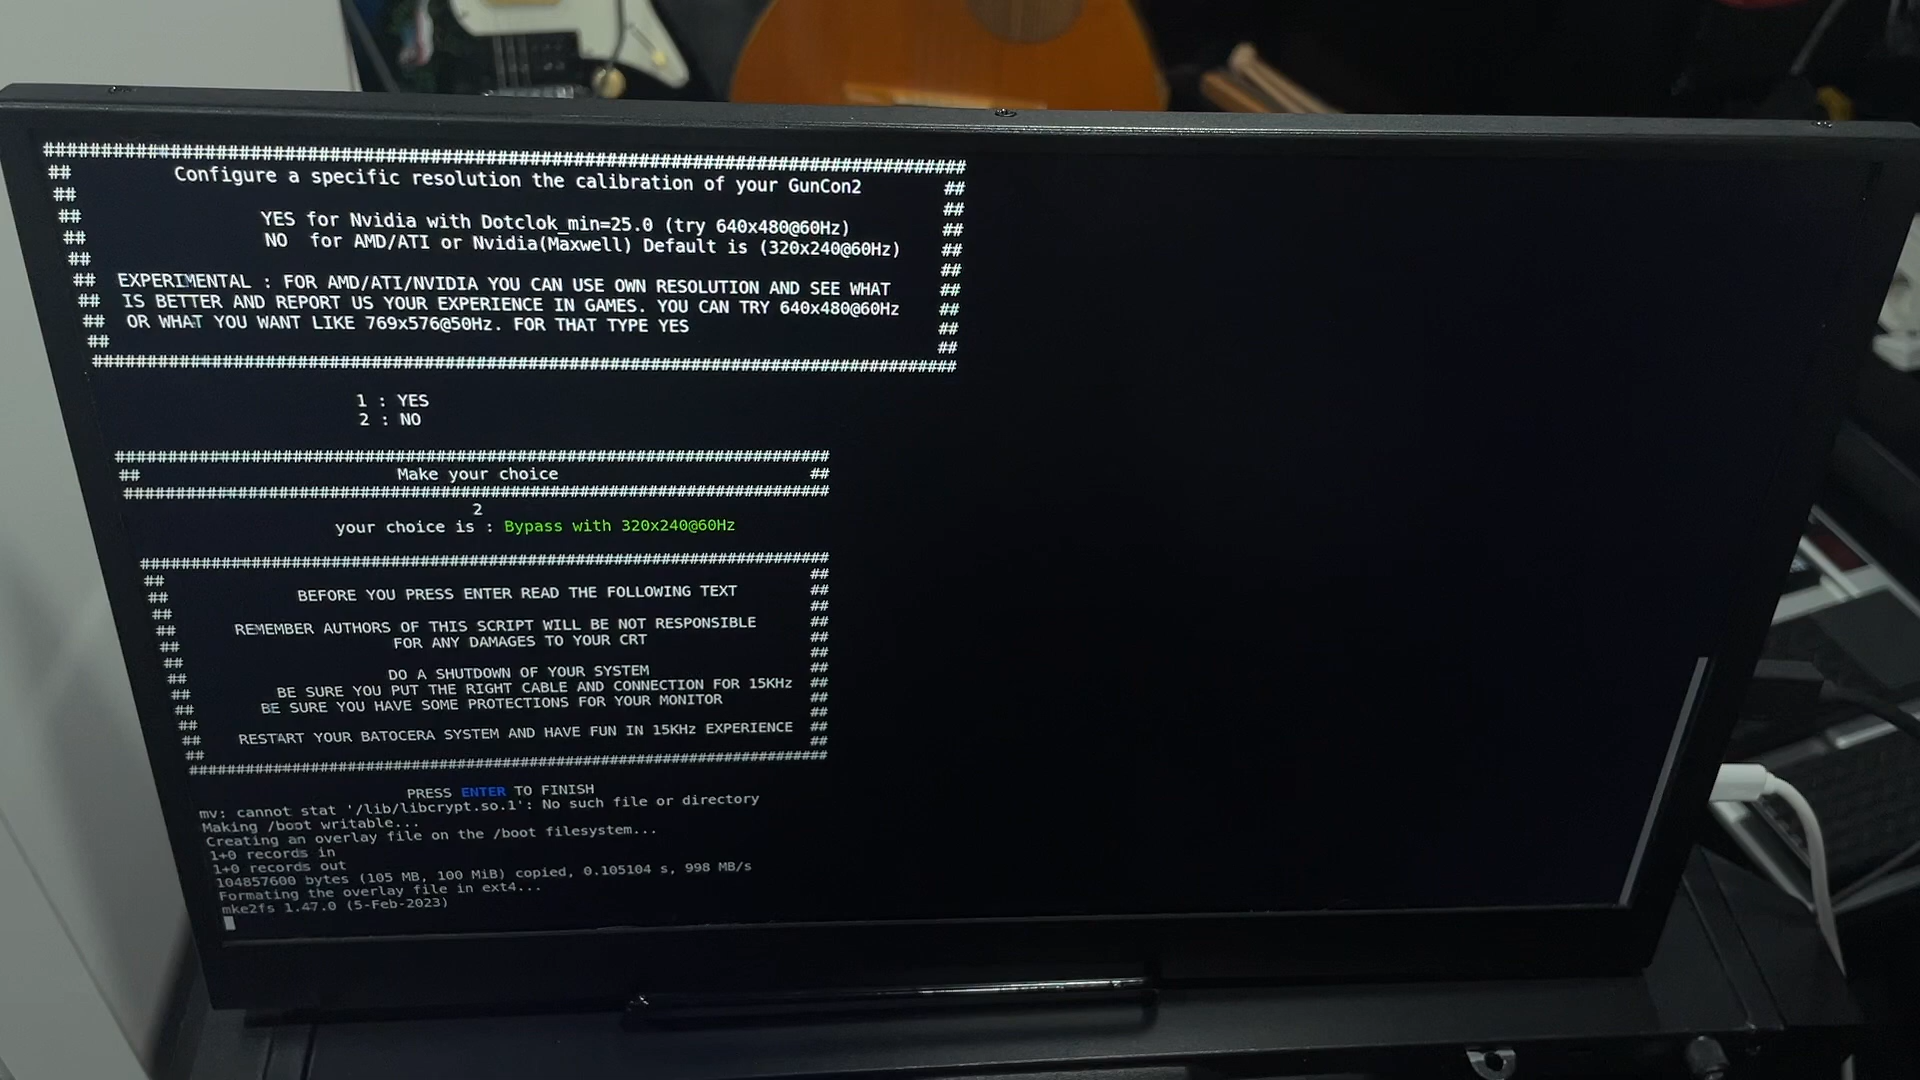 ################################################################################
## Configure a specific resolution the calibration of your GunCon2 ##
## ##
## YES for Nvidia with Dotclok_min=25.0 (try 640x480@60Hz) ##
## NO for AMD/ATI or Nvidia(Maxwell) Default is (320x240@60Hz) ##
## ##
## EXPERIMENTAL : FOR AMD/ATI/NVIDIA YOU CAN USE OWN RESOLUTION AND SEE WHAT ##
## IS BETTER AND REPORT US YOUR EXPERIENCE IN GAMES. YOU CAN TRY 640x480@60Hz ##
## OR WHAT YOU WANT LIKE 769x576@50Hz. FOR THAT TYPE YES ##
## ##
################################################################################
1 : YES
2 : NO
################################################################################
## Make your choice ##
################################################################################
2
your choice is : Bypass with 320x240@60Hz
################################################################################
## ##
## BEFORE YOU PRESS ENTER READ THE FOLLOWING TEXT ##
## ##
## REMEMBER AUTHORS OF THIS SCRIPT WILL BE NOT RESPONSIBLE ##
## FOR ANY DAMAGES TO YOUR CRT ##
## ##
## DO A SHUTDOWN OF YOUR SYSTEM ##
## BE SURE YOU PUT THE RIGHT CABLE AND CONNECTION FOR 15KHz ##
## BE SURE YOU HAVE SOME PROTECTIONS FOR YOUR MONITOR ##
## ##
## RESTART YOUR BATOCERA SYSTEM AND HAVE FUN IN 15KHz EXPERIENCE ##
## ##
################################################################################
PRESS ENTER TO FINISH
mv: cannot stat '/lib/libcrypt.so.1': No such file or directory
Making /boot writable...
Creating an overlay file on the /boot filesystem...
1+0 records in
1+0 records out
104857600 bytes (105 MB, 100 MiB) copied, 0.105104 s, 998 MB/s
Formating the overlay file in ext4...
mke2fs 1.47.0 (5-Feb-2023)